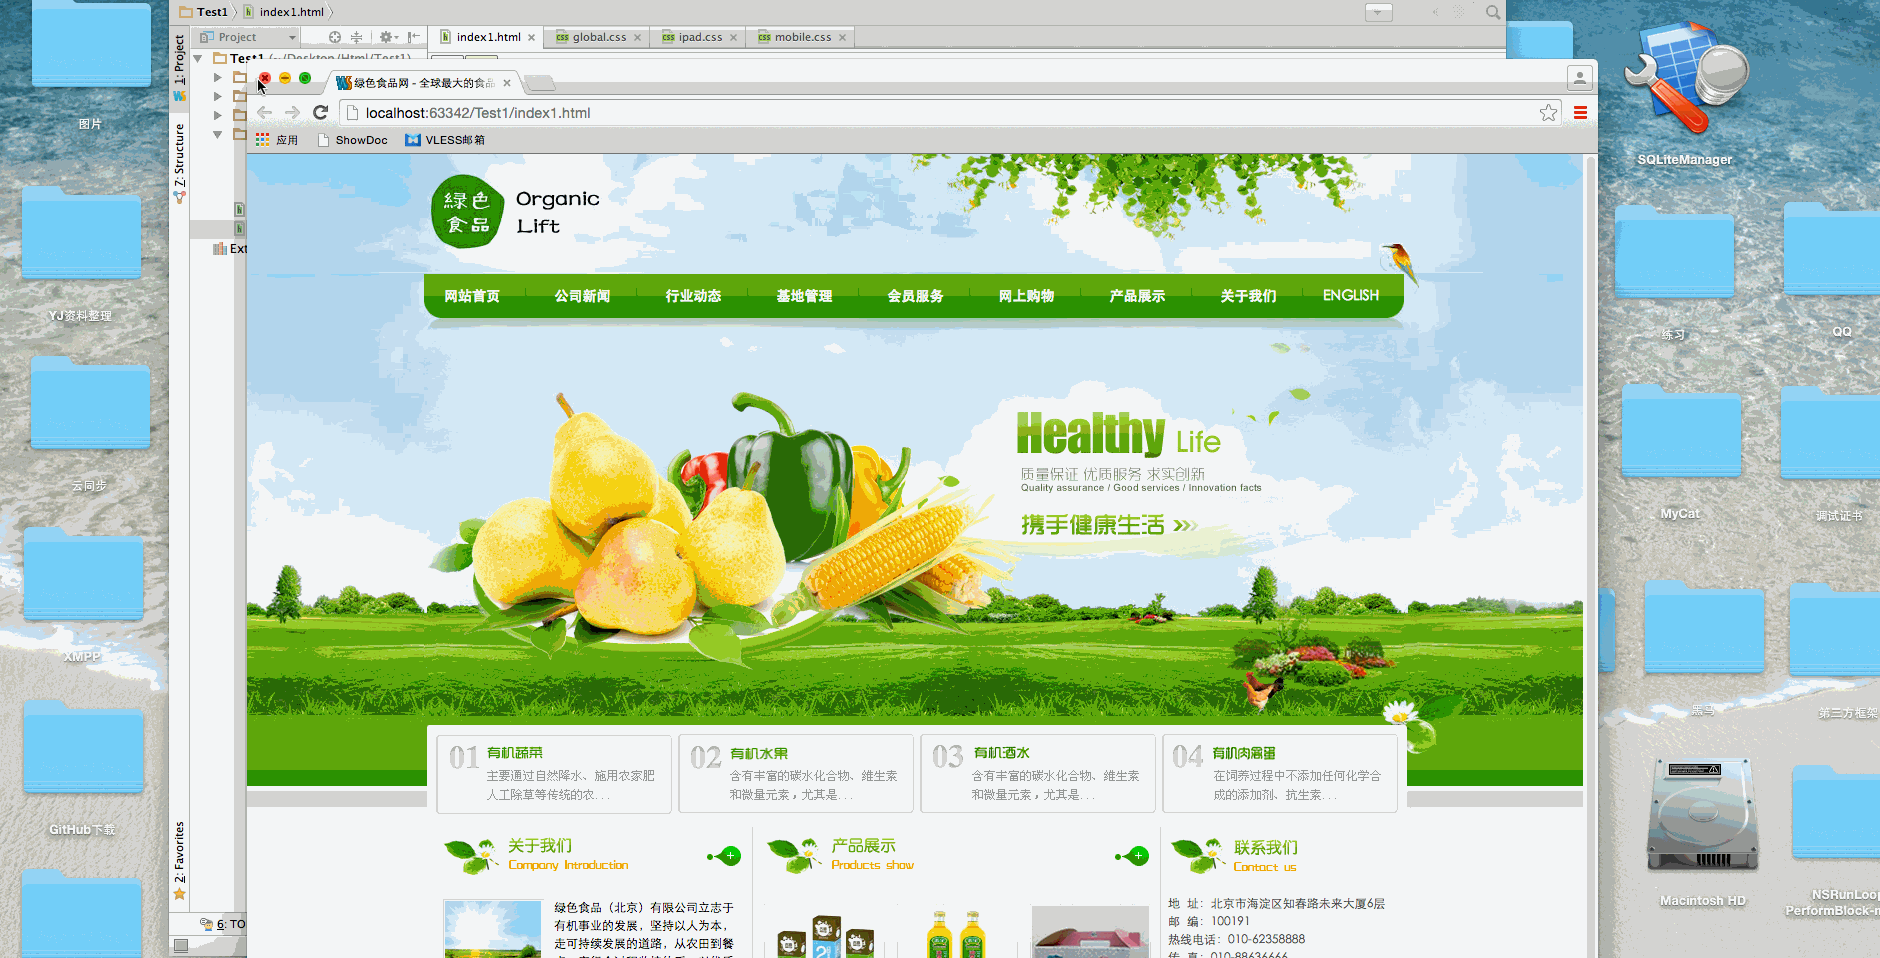 Test1
index1.html
Project
index1.html
global.css
ipad.css
mobile.css
1: Project
Test1 (~/Desktop/Html/Test1)
绿色食品网 - 全球最大的食品
localhost:63342/Test1/index1.html
应用
ShowDoc
VLESS邮箱
Z: Structure
Ext
2: Favorites
6: TO
綠色
食品
Organic
Lift
网站首页
公司新闻
行业动态
基地管理
会员服务
网上购物
产品展示
关于我们
ENGLISH
Healthy Life
质量保证 优质服务 求实创新
Quality assurance / Good services / Innovation facts
携手健康生活
01 有机蔬菜
主要通过自然降水、施用农家肥
人工除草等传统的农...
02 有机水果
含有丰富的碳水化合物、维生素
和微量元素，尤其是...
03 有机酒水
含有丰富的碳水化合物、维生素
和微量元素，尤其是...
04 有机肉禽蛋
在饲养过程中不添加任何化学合
成的添加剂、抗生素...
关于我们
Company Introduction
绿色食品（北京）有限公司立志于
有机事业的发展，坚持以人为本，
走可持续发展的道路，从农田到餐
产品展示
Products show
联系我们
Contact us
地 址：北京市海淀区知春路未来大厦6层
邮 编：100191
热线电话：010-62358888
传 真：010-88636666
图片
YJ资料整理
云同步
XMPP
GitHub下载
SQLiteManager
练习
QQ
MyCat
调试证书
黑马
第三方框架
Macintosh HD
NSRunLoop
PerformBlock-m